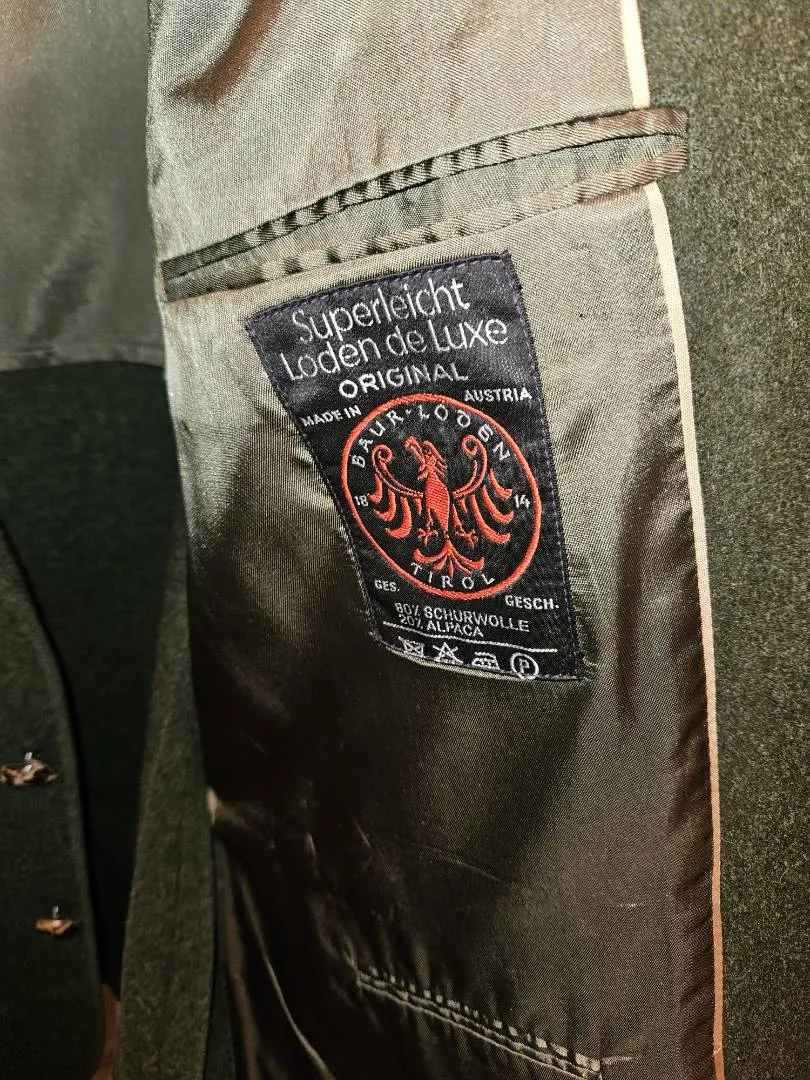 Superleicht
Loden de Luxe
ORIGINAL
MADE IN AUSTRIA
BAUR·LODEN
18 14
TIROL
GES. GESCH.
80% SCHURWOLLE
20% ALPACA
P